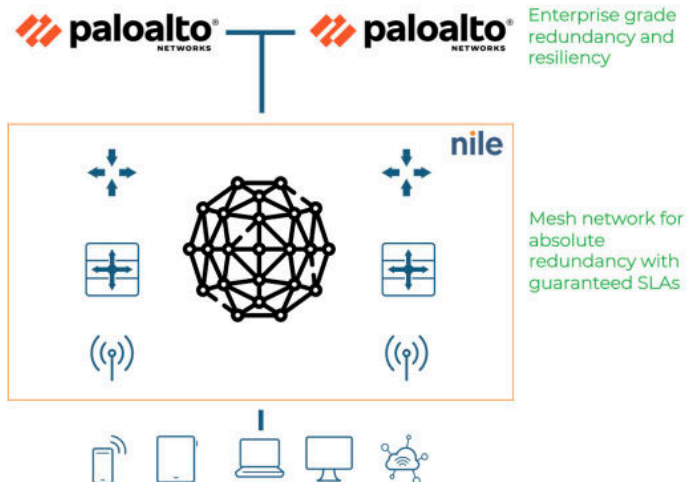 paloalto®
NETWORKS
paloalto®
NETWORKS
Enterprise grade
redundancy and
resiliency
nile
Mesh network for
absolute
redundancy with
guaranteed SLAs